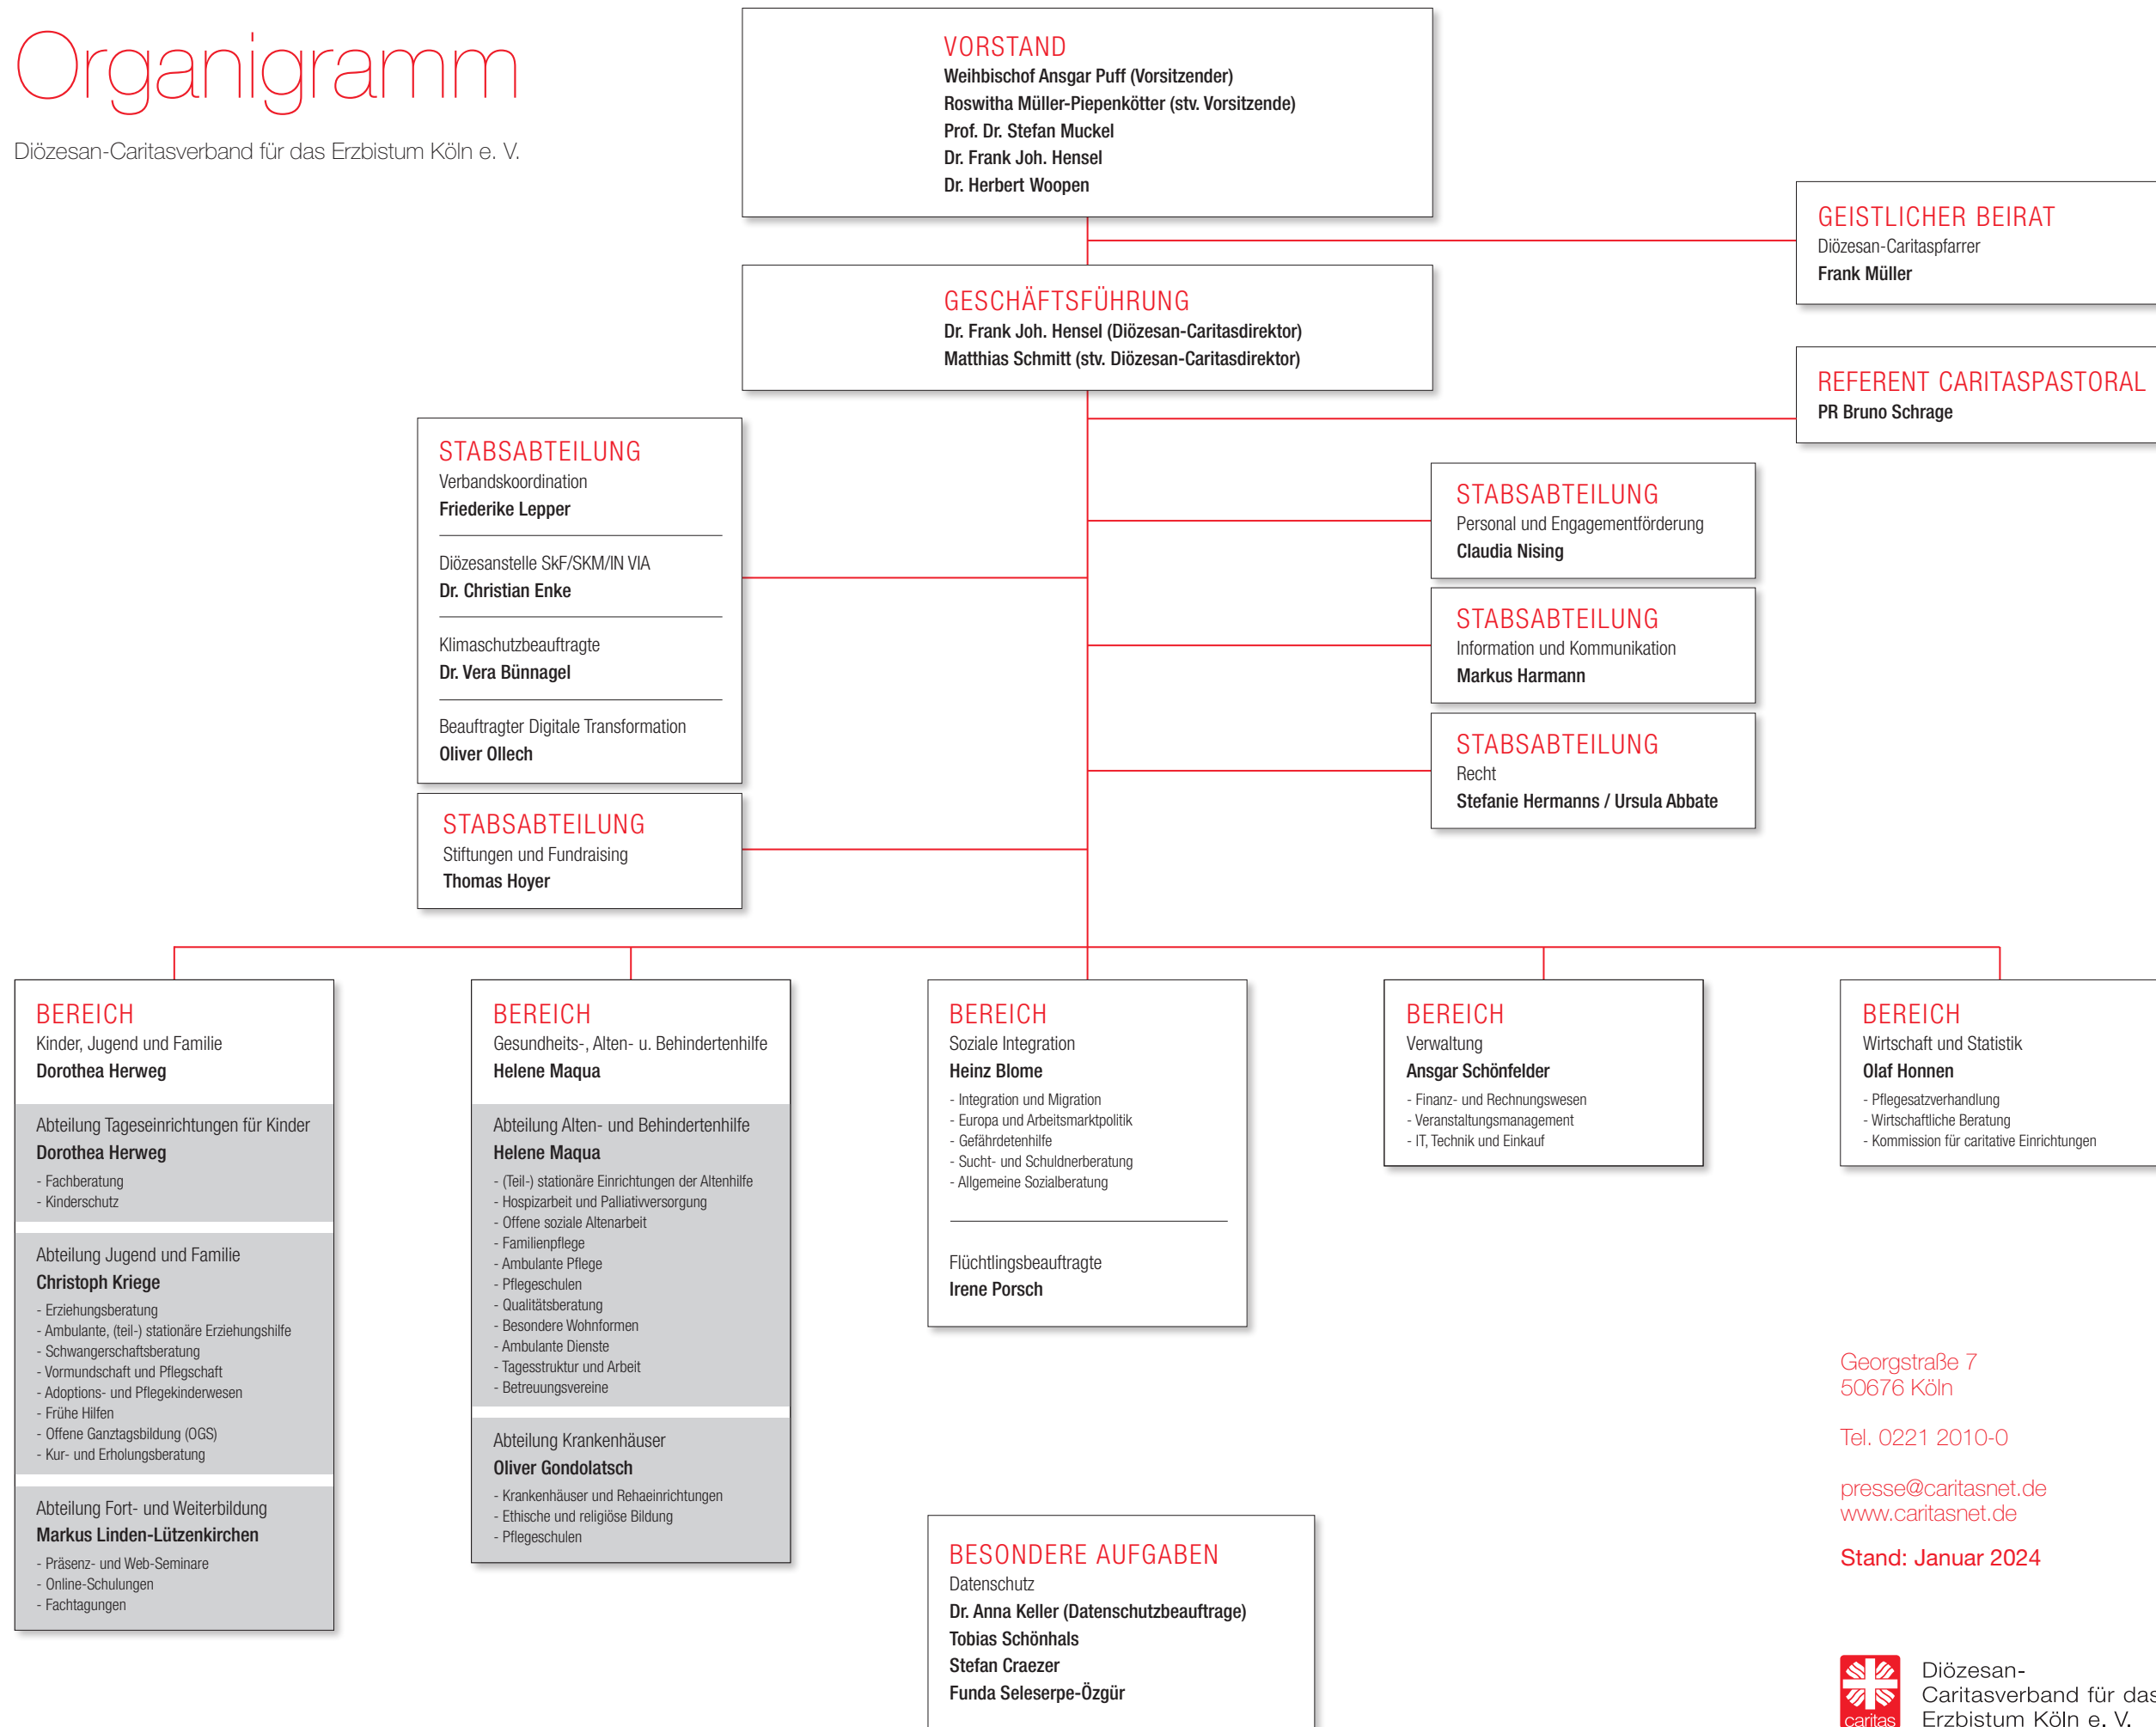 Organigramm
Diözesan-Caritasverband für das Erzbistum Köln e. V.
VORSTAND
Weihbischof Ansgar Puff (Vorsitzender)
Roswitha Müller-Piepenkötter (stv. Vorsitzende)
Prof. Dr. Stefan Muckel
Dr. Frank Joh. Hensel
Dr. Herbert Woopen
GEISTLICHER BEIRAT
Diözesan-Caritaspfarrer
Frank Müller
GESCHÄFTSFÜHRUNG
Dr. Frank Joh. Hensel (Diözesan-Caritasdirektor)
Matthias Schmitt (stv. Diözesan-Caritasdirektor)
REFERENT CARITASPASTORAL
PR Bruno Schrage
STABSABTEILUNG
Verbandskoordination
Friederike Lepper
Diözesanstelle SkF/SKM/IN VIA
Dr. Christian Enke
Klimaschutzbeauftragte
Dr. Vera Bünnagel
Beauftragter Digitale Transformation
Oliver Ollech
STABSABTEILUNG
Stiftungen und Fundraising
Thomas Hoyer
STABSABTEILUNG
Personal und Engagementförderung
Claudia Nising
STABSABTEILUNG
Information und Kommunikation
Markus Harmann
STABSABTEILUNG
Recht
Stefanie Hermanns / Ursula Abbate
BEREICH
Kinder, Jugend und Familie
Dorothea Herweg
Abteilung Tageseinrichtungen für Kinder
Dorothea Herweg
- Fachberatung
- Kinderschutz
Abteilung Jugend und Familie
Christoph Kriege
- Erziehungsberatung
- Ambulante, (teil-) stationäre Erziehungshilfe
- Schwangerschaftsberatung
- Vormundschaft und Pflegschaft
- Adoptions- und Pflegekinderwesen
- Frühe Hilfen
- Offene Ganztagsbildung (OGS)
- Kur- und Erholungsberatung
Abteilung Fort- und Weiterbildung
Markus Linden-Lützenkirchen
- Präsenz- und Web-Seminare
- Online-Schulungen
- Fachtagungen
BEREICH
Gesundheits-, Alten- u. Behindertenhilfe
Helene Maqua
Abteilung Alten- und Behindertenhilfe
Helene Maqua
- (Teil-) stationäre Einrichtungen der Altenhilfe
- Hospizarbeit und Palliativversorgung
- Offene soziale Altenarbeit
- Familienpflege
- Ambulante Pflege
- Pflegeschulen
- Qualitätsberatung
- Besondere Wohnformen
- Ambulante Dienste
- Tagesstruktur und Arbeit
- Betreuungsvereine
Abteilung Krankenhäuser
Oliver Gondolatsch
- Krankenhäuser und Rehaeinrichtungen
- Ethische und religiöse Bildung
- Pflegeschulen
BEREICH
Soziale Integration
Heinz Blome
- Integration und Migration
- Europa und Arbeitsmarktpolitik
- Gefährdetenhilfe
- Sucht- und Schuldnerberatung
- Allgemeine Sozialberatung
Flüchtlingsbeauftragte
Irene Porsch
BEREICH
Verwaltung
Ansgar Schönfelder
- Finanz- und Rechnungswesen
- Veranstaltungsmanagement
- IT, Technik und Einkauf
BEREICH
Wirtschaft und Statistik
Olaf Honnen
- Pflegesatzverhandlung
- Wirtschaftliche Beratung
- Kommission für caritative Einrichtungen
BESONDERE AUFGABEN
Datenschutz
Dr. Anna Keller (Datenschutzbeauftrage)
Tobias Schönhals
Stefan Craezer
Funda Seleserpe-Özgür
Georgstraße 7
50676 Köln
Tel. 0221 2010-0
presse@caritasnet.de
www.caritasnet.de
Stand: Januar 2024
caritas
Diözesan-
Caritasverband für das
Erzbistum Köln e. V.